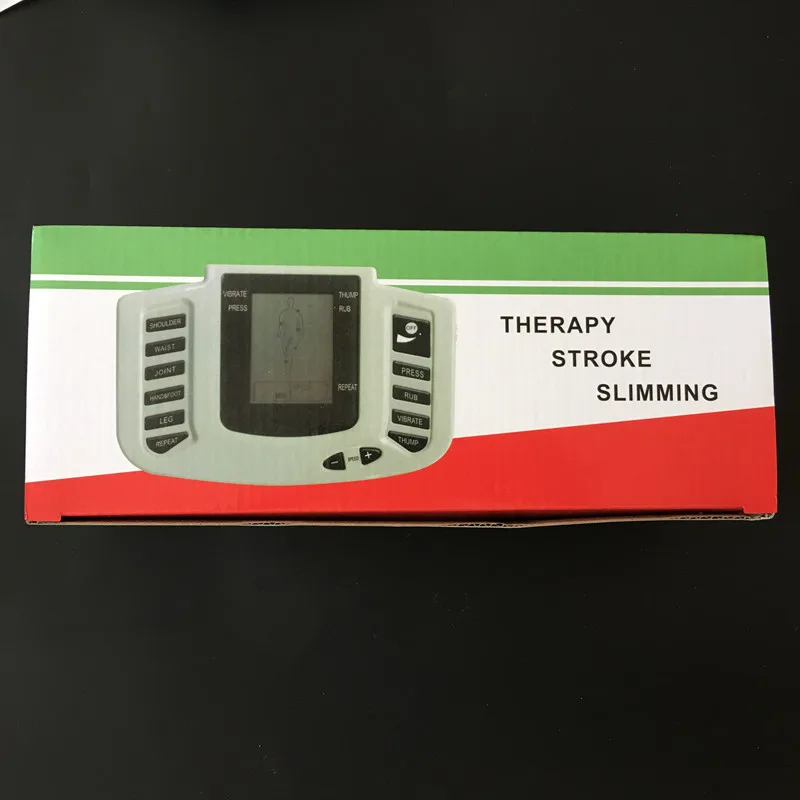 THERAPY
STROKE
SLIMMING
VIBRATE
THUMP
PRESS
RUB
REPEAT
SHOULDER
WAIST
JOINT
HAND&FOOT
LEG
REPEAT
OFF
PRESS
RUB
VIBRATE
THUMP
- SPEED +